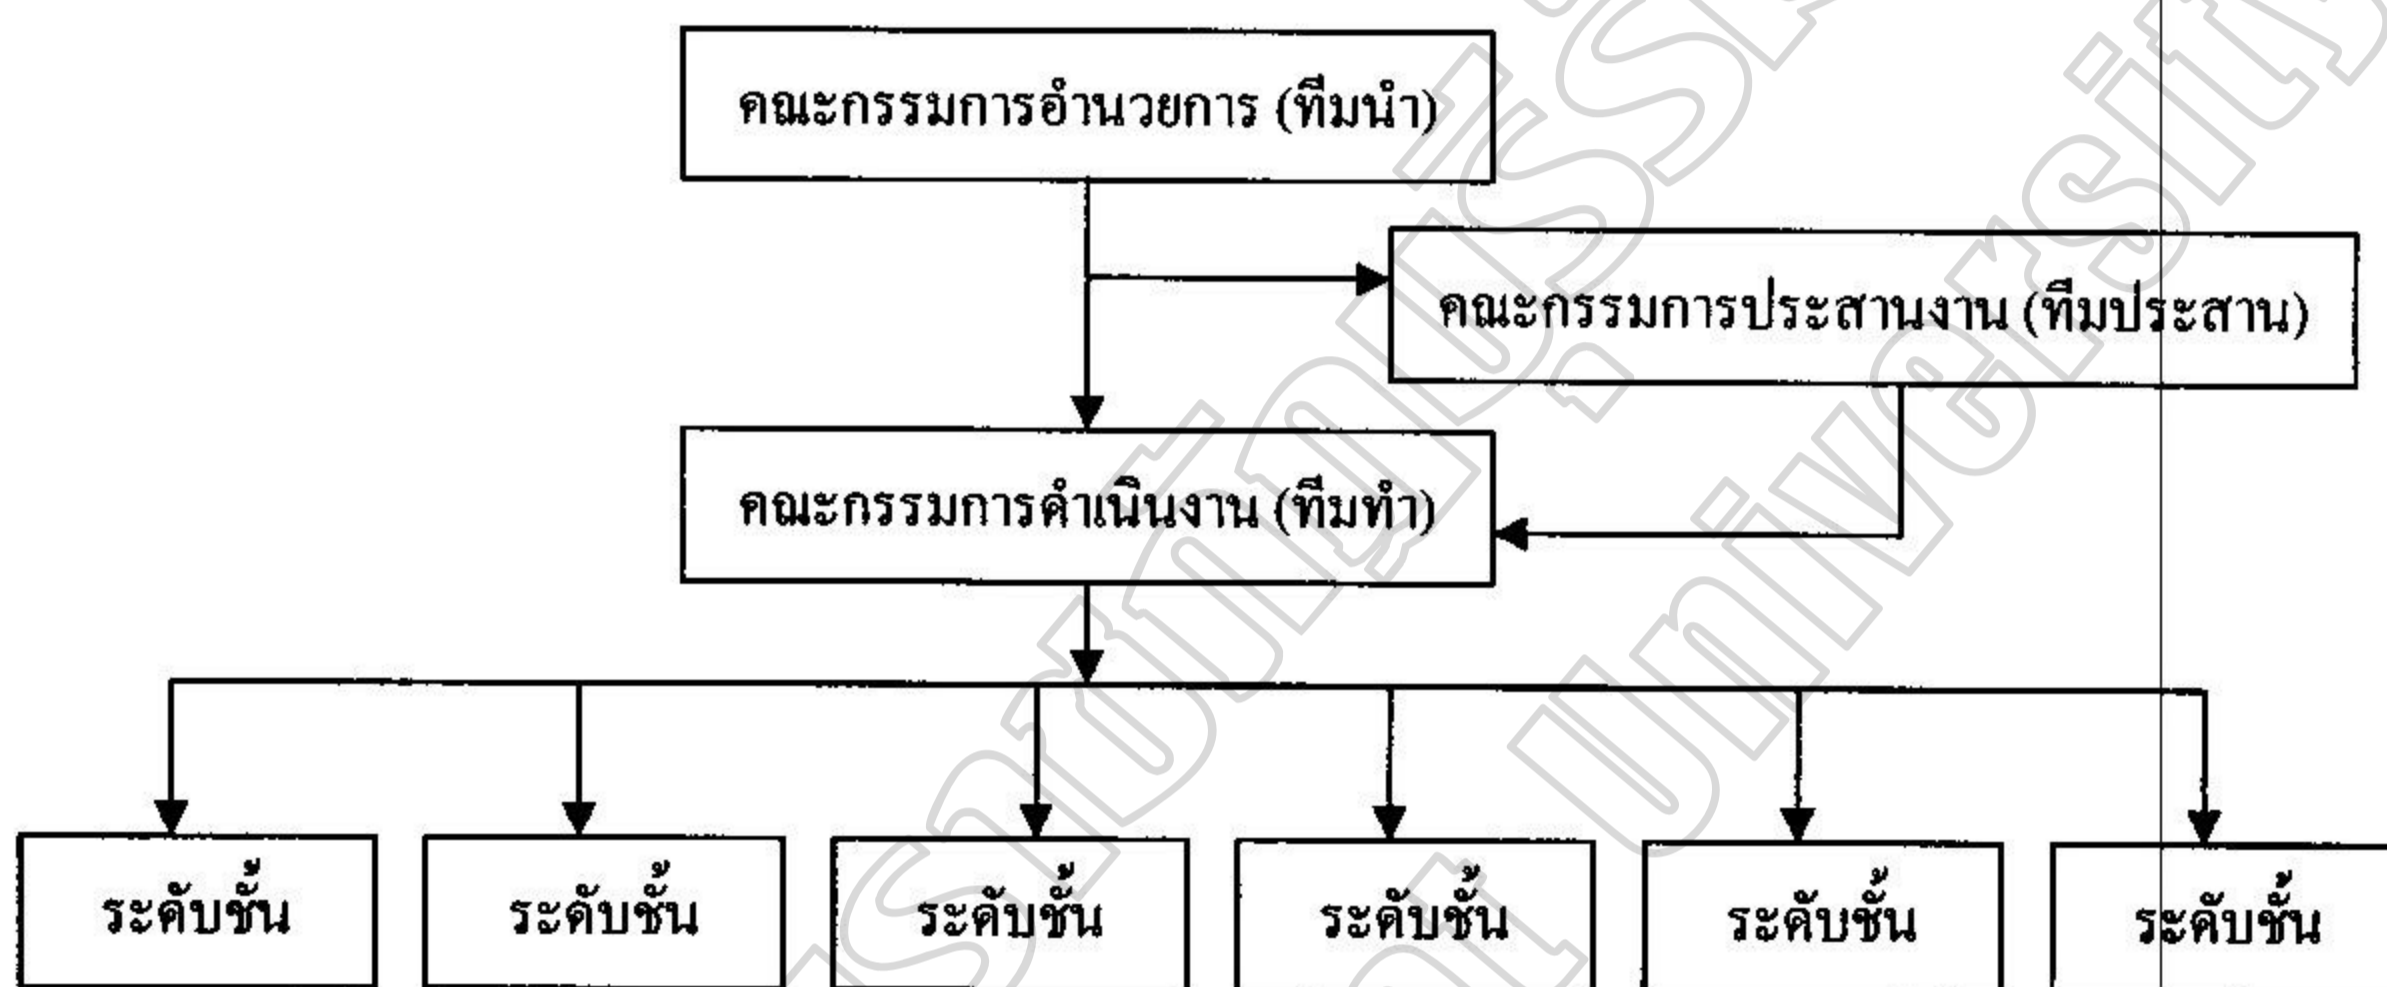 คณะกรรมการอำนวยการ (ทีมนำ)
คณะกรรมการประสานงาน (ทีมประสาน)
คณะกรรมการดำเนินงาน (ทีมทำ)
ระดับชั้น
ระดับชั้น
ระดับชั้น
ระดับชั้น
ระดับชั้น
ระดับชั้น
University